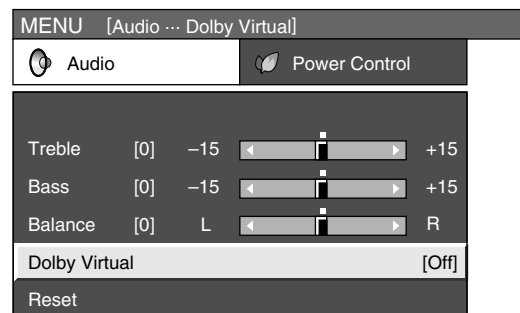 MENU [Audio ··· Dolby Virtual]
Audio Power Control
Treble [0] –15 +15
Bass [0] –15 +15
Balance [0] L R
Dolby Virtual [Off]
Reset